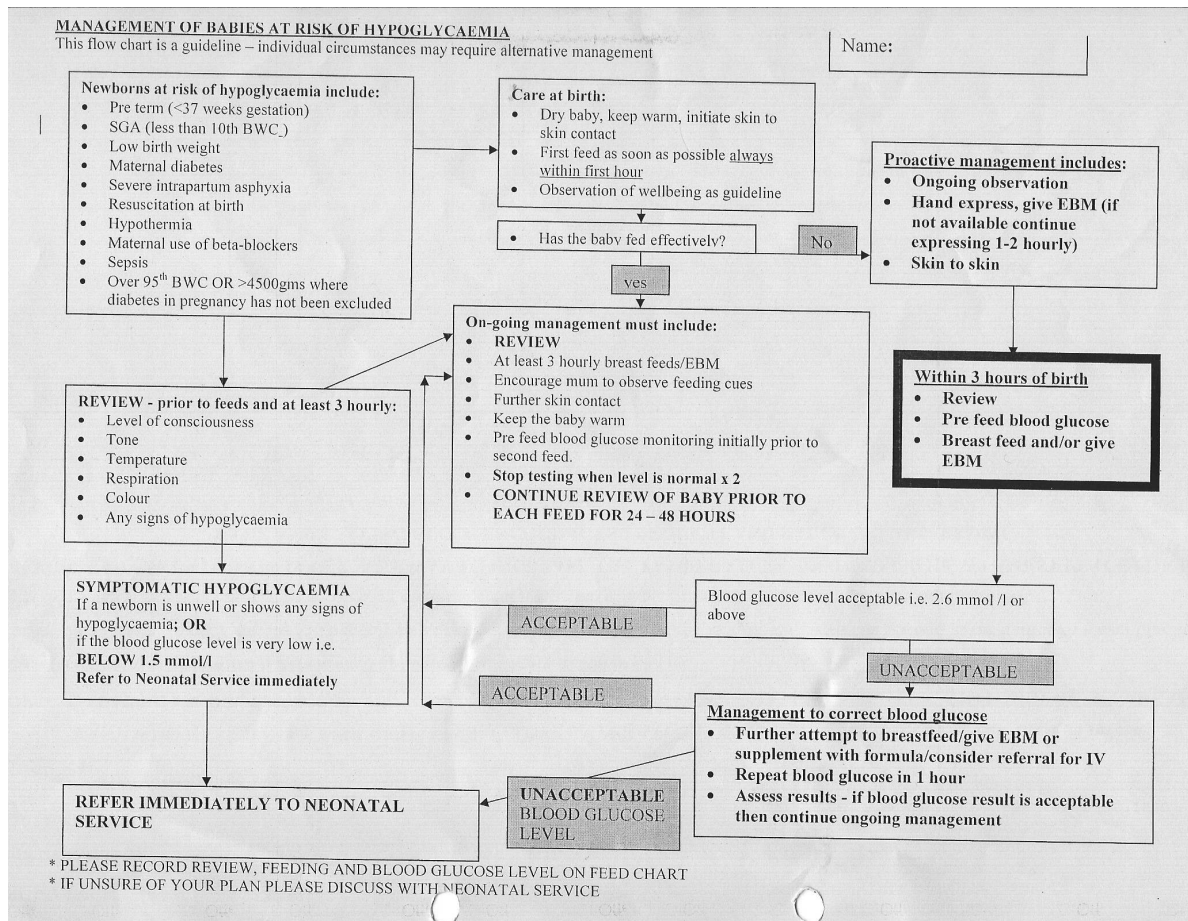 MANAGEMENT OF BABIES AT RISK OF HYPOGLYCAEMIA
This flow chart is a guideline – individual circumstances may require alternative management
Name:
Newborns at risk of hypoglycaemia include:
• Pre term (<37 weeks gestation)
• SGA (less than 10th BWC )
• Low birth weight
• Maternal diabetes
• Severe intrapartum asphyxia
• Resuscitation at birth
• Hypothermia
• Maternal use of beta-blockers
• Sepsis
• Over 95th BWC OR >4500gms where
diabetes in pregnancy has not been excluded
Care at birth:
• Dry baby, keep warm, initiate skin to
skin contact
• First feed as soon as possible always
within first hour
• Observation of wellbeing as guideline
• Has the baby fed effectively?
No
yes
Proactive management includes:
• Ongoing observation
• Hand express, give EBM (if
not available continue
expressing 1-2 hourly)
• Skin to skin
On-going management must include:
• REVIEW
• At least 3 hourly breast feeds/EBM
• Encourage mum to observe feeding cues
• Further skin contact
• Keep the baby warm
• Pre feed blood glucose monitoring initially prior to
second feed.
• Stop testing when level is normal x 2
• CONTINUE REVIEW OF BABY PRIOR TO
EACH FEED FOR 24 – 48 HOURS
Within 3 hours of birth
• Review
• Pre feed blood glucose
• Breast feed and/or give
EBM
REVIEW - prior to feeds and at least 3 hourly:
• Level of consciousness
• Tone
• Temperature
• Respiration
• Colour
• Any signs of hypoglycaemia
SYMPTOMATIC HYPOGLYCAEMIA
If a newborn is unwell or shows any signs of
hypoglycaemia; OR
if the blood glucose level is very low i.e.
BELOW 1.5 mmol/l
Refer to Neonatal Service immediately
Blood glucose level acceptable i.e. 2.6 mmol /l or
above
ACCEPTABLE
UNACCEPTABLE
ACCEPTABLE
Management to correct blood glucose
• Further attempt to breastfeed/give EBM or
supplement with formula/consider referral for IV
• Repeat blood glucose in 1 hour
• Assess results - if blood glucose result is acceptable
then continue ongoing management
UNACCEPTABLE
BLOOD GLUCOSE
LEVEL
REFER IMMEDIATELY TO NEONATAL
SERVICE
* PLEASE RECORD REVIEW, FEEDING AND BLOOD GLUCOSE LEVEL ON FEED CHART
* IF UNSURE OF YOUR PLAN PLEASE DISCUSS WITH NEONATAL SERVICE